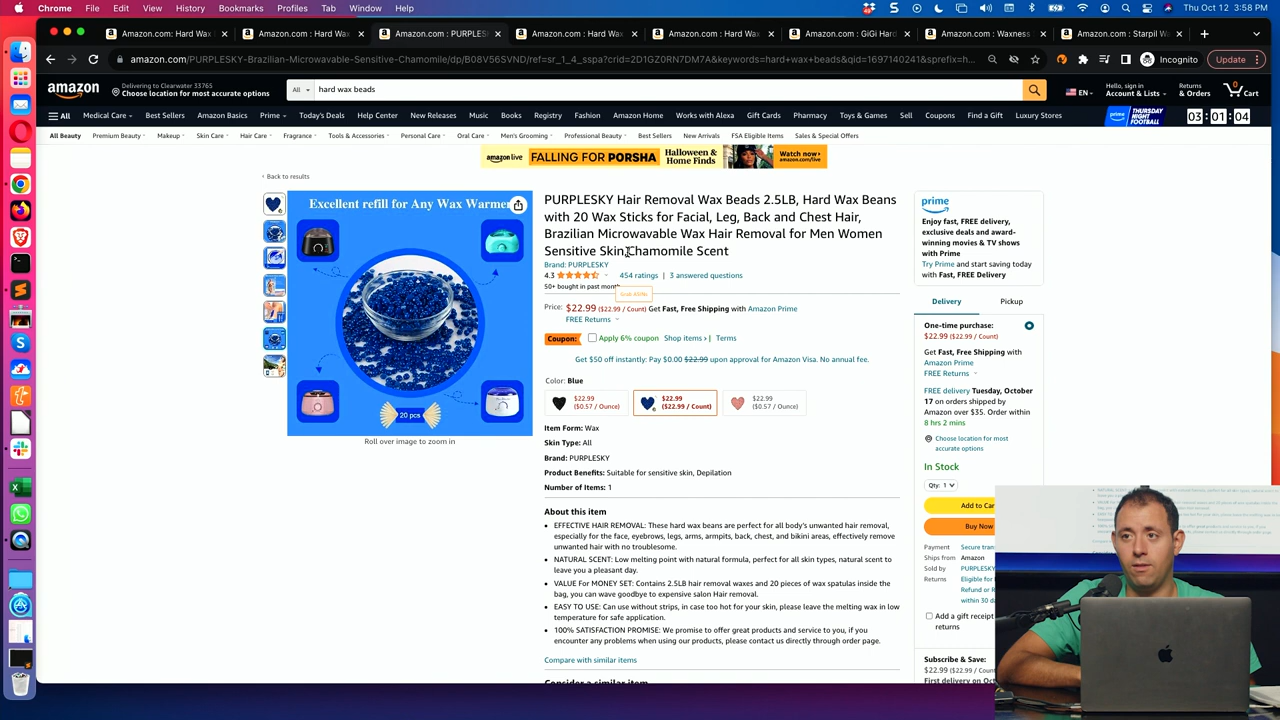 3:58
Amazon.com: Hard Wax
Amazon.com : Hard Wax
Amazon.com : PURPLESK
Amazon.com : Hard Wax
Amazon.com : Hard Wax
Amazon.com : GiGi Hard
Amazon.com : Waxness
Amazon.com : Starpil Wa
amazon.com/PURPLESKY-Brazilian-Microwavable-Sensitive-Chamomile/dp/B08V56SVND/ref=sr_1_4_sspa?crid=2D1GZ0RN7DM7A&keywords=hard+wax+beads&qid=1697140241&sprefix=h...
Incognito
Update
amazon
Delivering to Clearwater 33765
Choose location for most accurate options
All
hard wax beads
EN
Hello, sign in
Account & Lists
Returns
& Orders
0
Cart
All
Medical Care
Best Sellers
Amazon Basics
Prime
Today's Deals
Help Center
New Releases
Music
Books
Registry
Fashion
Amazon Home
Works with Alexa
Gift Cards
Pharmacy
Toys & Games
Sell
Coupons
Find a Gift
Luxury Stores
prime
THURSDAY NIGHT FOOTBALL
03:01:04
All Beauty
Premium Beauty
Makeup
Skin Care
Hair Care
Fragrance
Tools & Accessories
Personal Care
Oral Care
Men's Grooming
Professional Beauty
Best Sellers
New Arrivals
FSA Eligible Items
Sales & Special Offers
amazon live
FALLING FOR PORSHA
Halloween & Home Finds
Watch now
amazon.com/live
‹ Back to results
Excellent refill for Any Wax Warmer
20 pcs
Roll over image to zoom in
PURPLESKY Hair Removal Wax Beads 2.5LB, Hard Wax Beans
with 20 Wax Sticks for Facial, Leg, Back and Chest Hair,
Brazilian Microwavable Wax Hair Removal for Men Women
Sensitive Skin Chamomile Scent
Brand: PURPLESKY
4.3
454 ratings | 3 answered questions
50+ bought in past month
Price: $22.99 ($22.99 / Count) Get Fast, Free Shipping with Amazon Prime
FREE Returns
Coupon: Apply 6% coupon Shop items › | Terms
Get $50 off instantly: Pay $0.00 $22.99 upon approval for Amazon Visa. No annual fee.
Color: Blue
$22.99
($0.57 / Ounce)
$22.99
($22.99 / Count)
$22.99
($0.57 / Ounce)
Item Form: Wax
Skin Type: All
Brand: PURPLESKY
Product Benefits: Suitable for sensitive skin, Depilation
Number of Items: 1
About this item
• EFFECTIVE HAIR REMOVAL: These hard wax beans are perfect for all body's unwanted hair removal,
especially for the face, eyebrows, legs, arms, armpits, back, chest, and bikini areas, effectively remove
unwanted hair with no troublesome.
• NATURAL SCENT: Low melting point with natural formula, perfect for all skin types, natural scent to
leave you a pleasant day.
• VALUE For MONEY SET: Contains 2.5LB hair removal waxes and 20 pieces of wax spatulas inside the
bag, you can wave goodbye to expensive salon Hair removal.
• EASY TO USE: Can use without strips, in case too hot for your skin, please leave the melting wax in low
temperature for safe application.
• 100% SATISFACTION PROMISE: We promise to offer great products and service to you, if you
encounter any problems when using our products, please contact us directly through order page.
Compare with similar items
Consider a similar item
prime
Enjoy fast, FREE delivery,
exclusive deals and award-
winning movies & TV shows
with Prime
Try Prime and start saving today
with Fast, FREE Delivery
Delivery
Pickup
One-time purchase:
$22.99 ($22.99 / Count)
Get Fast, Free Shipping with
Amazon Prime
FREE Returns
FREE delivery Tuesday, October
17 on orders shipped by
Amazon over $35. Order within
8 hrs 2 mins
Choose location for most
accurate options
In Stock
Qty: 1
Add to Car
Buy Now
Payment Secure tran
Ships from Amazon
Sold by PURPLESKY
Returns Eligible for
Refund or R
within 30 d
Add a gift receipt
returns
Subscribe & Save:
$22.99 ($22.99 / Coun
First delivery on Oct